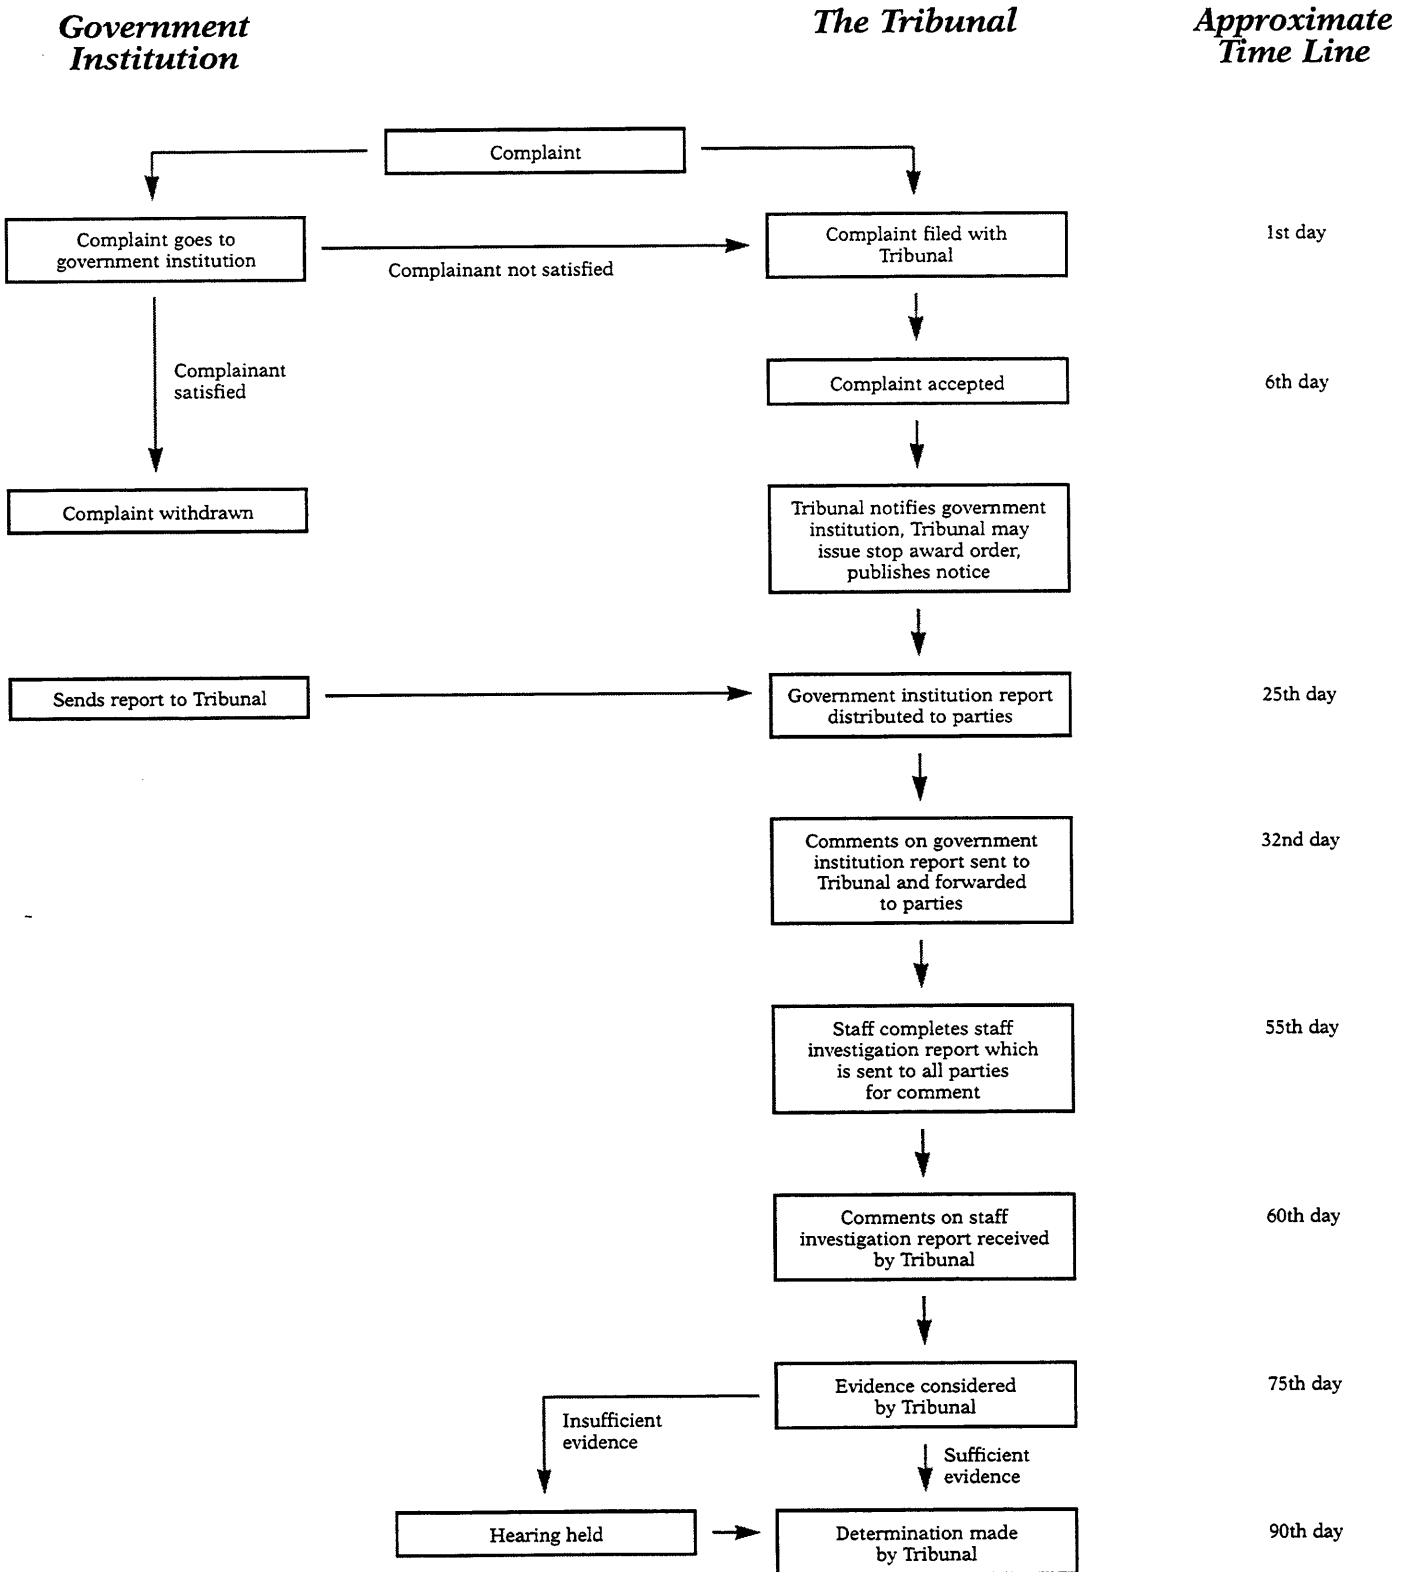 Government
Institution
The Tribunal
Approximate
Time Line
Complaint
Complaint goes to
government institution
Complainant not satisfied
Complaint filed with
Tribunal
1st day
Complainant
satisfied
Complaint accepted
6th day
Complaint withdrawn
Tribunal notifies government
institution, Tribunal may
issue stop award order,
publishes notice
Sends report to Tribunal
Government institution report
distributed to parties
25th day
Comments on government
institution report sent to
Tribunal and forwarded
to parties
32nd day
Staff completes staff
investigation report which
is sent to all parties
for comment
55th day
Comments on staff
investigation report received
by Tribunal
60th day
Evidence considered
by Tribunal
75th day
Insufficient
evidence
Sufficient
evidence
Hearing held
Determination made
by Tribunal
90th day